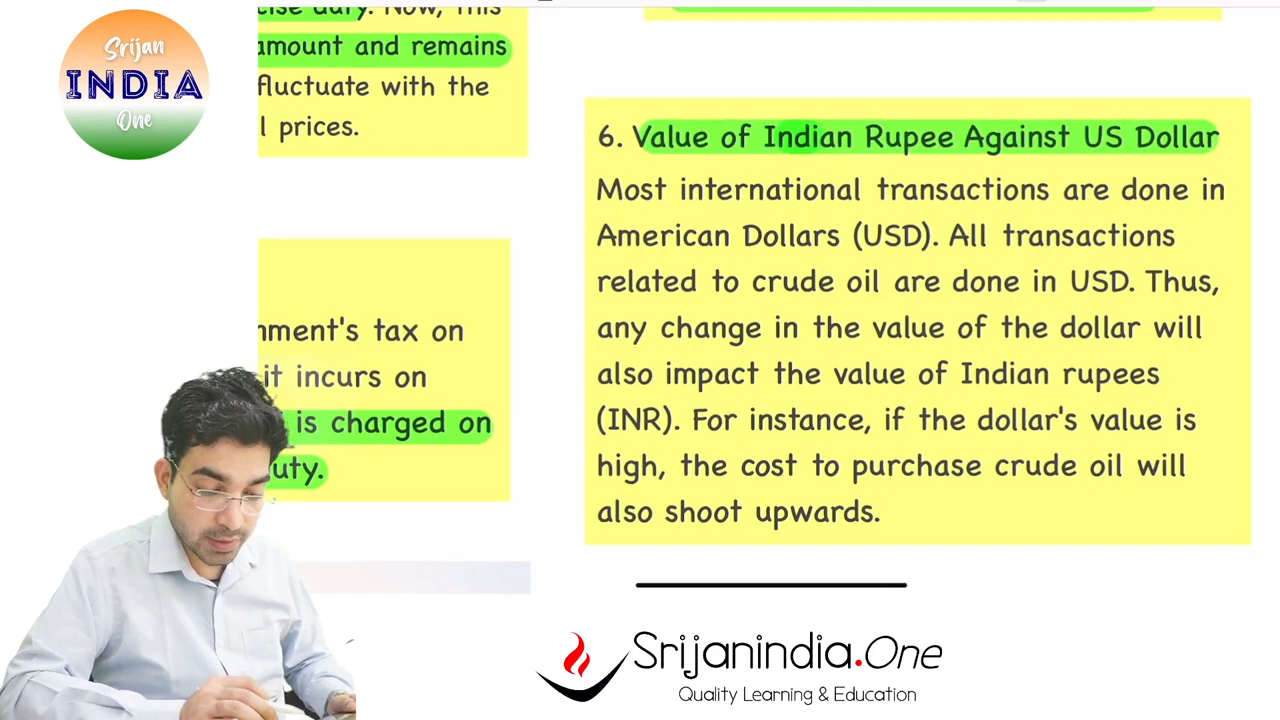 Srijan
INDIA
One
cise duty. Now, this
amount and remains
fluctuate with the
l prices.
nment's tax on
it incurs on
is charged on
uty.
6. Value of Indian Rupee Against US Dollar
Most international transactions are done in
American Dollars (USD). All transactions
related to crude oil are done in USD. Thus,
any change in the value of the dollar will
also impact the value of Indian rupees
(INR). For instance, if the dollar's value is
high, the cost to purchase crude oil will
also shoot upwards.
Srijanindia.One
Quality Learning & Education